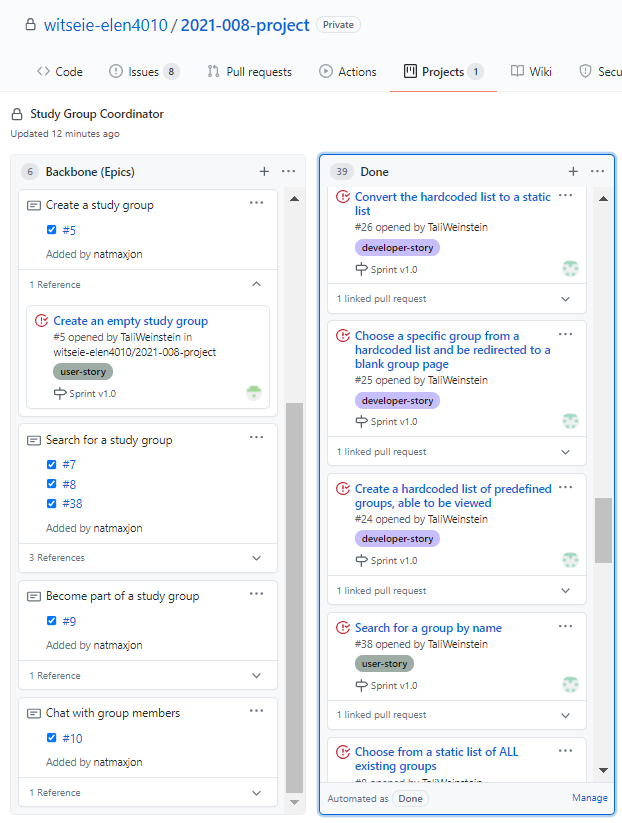 witseie-elen4010 / 2021-008-project Private
Code Issues 8 Pull requests Actions Projects 1 Wiki Secu
Study Group Coordinator
Updated 12 minutes ago
6 Backbone (Epics)
Create a study group
#5
Added by natmaxjon
1 Reference
Create an empty study group
#5 opened by TaliWeinstein in
witseie-elen4010/2021-008-project
user-story
Sprint v1.0
Search for a study group
#7
#8
#38
Added by natmaxjon
3 References
Become part of a study group
#9
Added by natmaxjon
1 Reference
Chat with group members
#10
Added by natmaxjon
1 Reference
39 Done
Convert the hardcoded list to a static
list
#26 opened by TaliWeinstein
developer-story
Sprint v1.0
1 linked pull request
Choose a specific group from a
hardcoded list and be redirected to a
blank group page
#25 opened by TaliWeinstein
developer-story
Sprint v1.0
1 linked pull request
Create a hardcoded list of predefined
groups, able to be viewed
#24 opened by TaliWeinstein
developer-story
Sprint v1.0
1 linked pull request
Search for a group by name
#38 opened by TaliWeinstein
user-story
Sprint v1.0
1 linked pull request
Choose from a static list of ALL
existing groups
#8 opened by TaliWeinstein
Automated as Done Manage